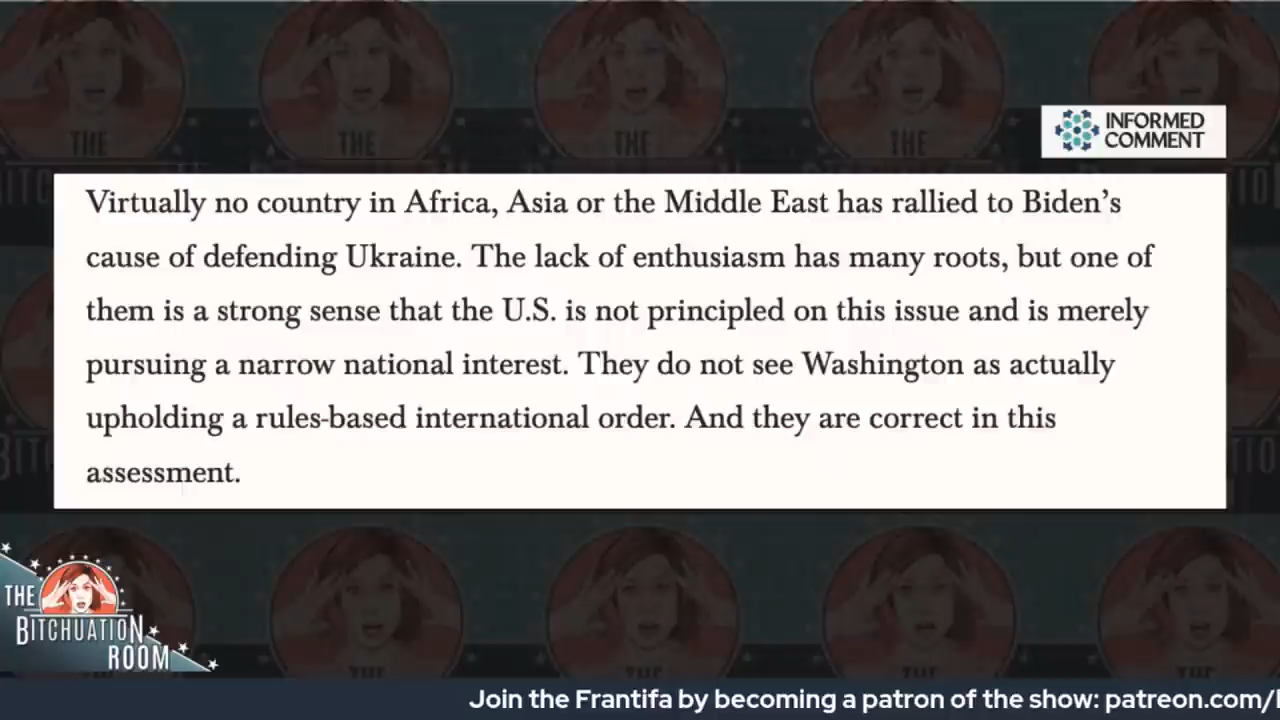 INFORMED
COMMENT
Virtually no country in Africa, Asia or the Middle East has rallied to Biden’s
cause of defending Ukraine. The lack of enthusiasm has many roots, but one of
them is a strong sense that the U.S. is not principled on this issue and is merely
pursuing a narrow national interest. They do not see Washington as actually
upholding a rules-based international order. And they are correct in this
assessment.
THE
BITCHUATION
ROOM
Join the Frantifa by becoming a patron of the show: patreon.com/